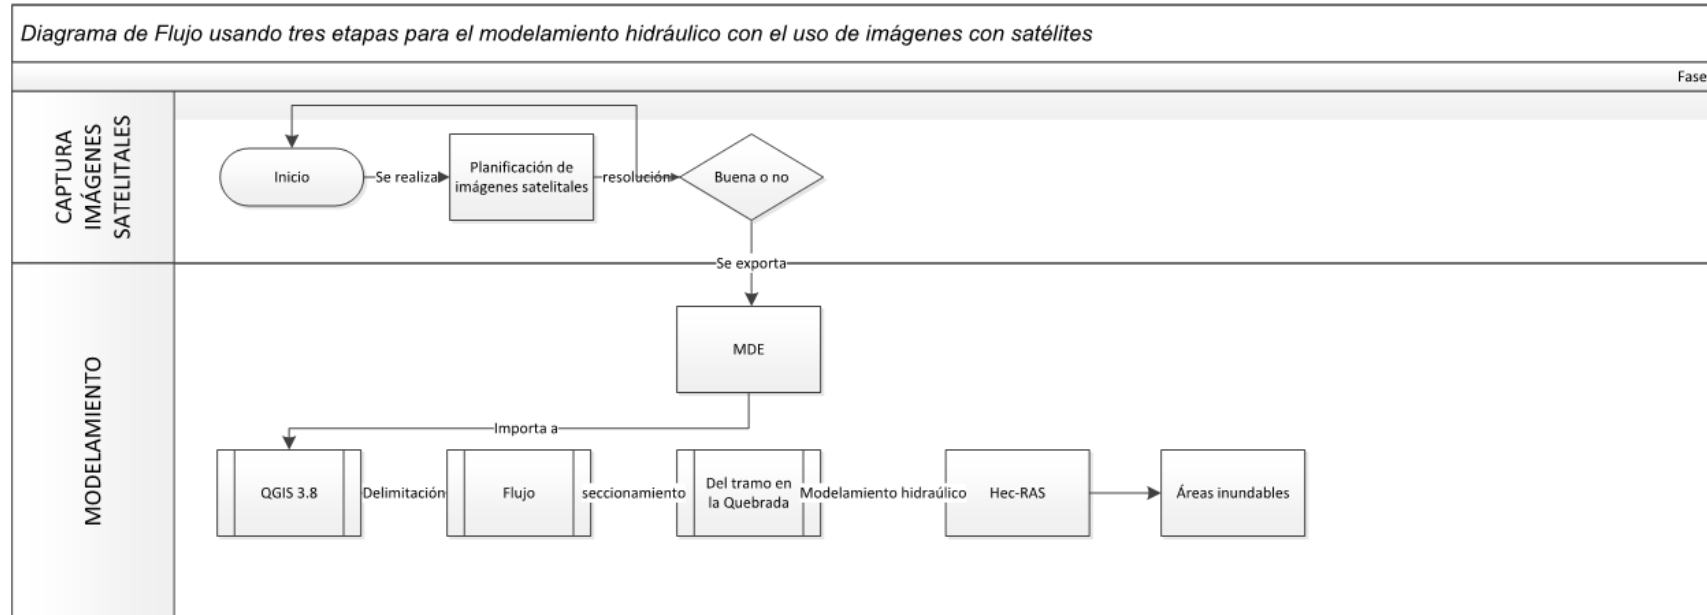 Diagrama de Flujo usando tres etapas para el modelamiento hidráulico con el uso de imágenes con satélites
Fase
CAPTURA
IMÁGENES
SATELITALES
Inicio
Se realiza
Planificación de
imágenes satelitales
resolución
Buena o no
Se exporta
MODELAMIENTO
MDE
Importa a
QGIS 3.8
Delimitación
Flujo
seccionamiento
Del tramo en
la Quebrada
Modelamiento hidraúlico
Hec-RAS
Áreas inundables